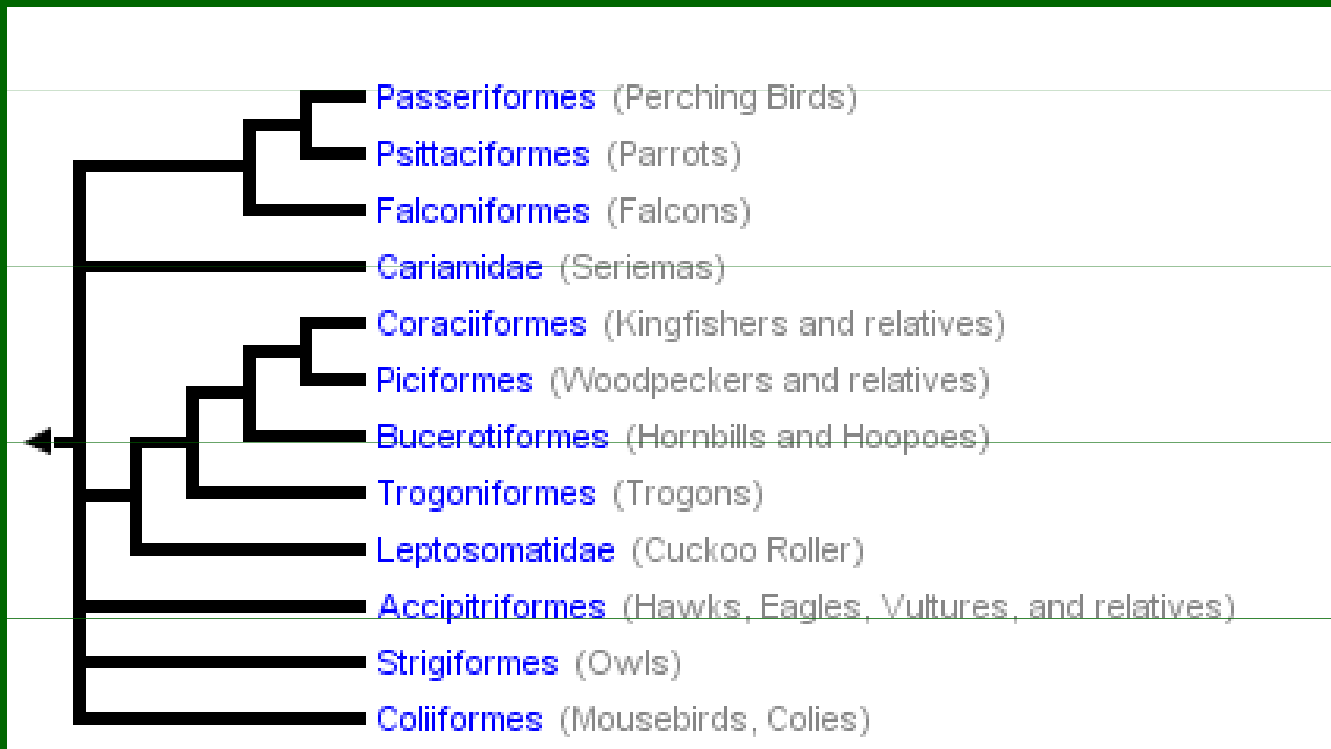 Passeriformes (Perching Birds)
Psittaciformes (Parrots)
Falconiformes (Falcons)
Cariamidae (Seriemas)
Coraciiformes (Kingfishers and relatives)
Piciformes (Woodpeckers and relatives)
Bucerotiformes (Hornbills and Hoopoes)
Trogoniformes (Trogons)
Leptosomatidae (Cuckoo Roller)
Accipitriformes (Hawks, Eagles, Vultures, and relatives)
Strigiformes (Owls)
Coliiformes (Mousebirds, Colies)